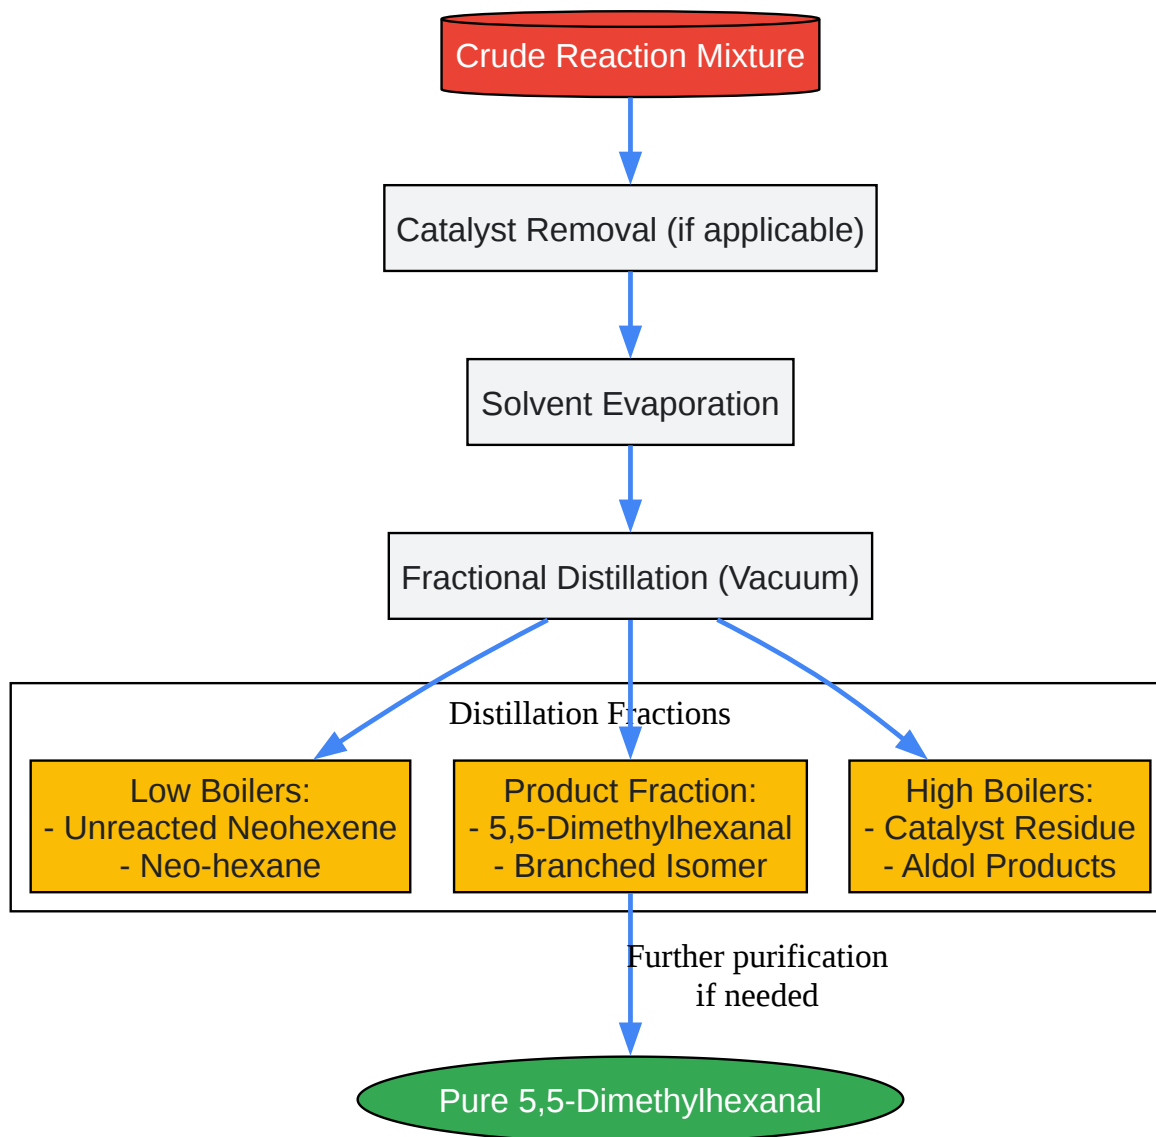 Crude Reaction Mixture
Catalyst Removal (if applicable)
Solvent Evaporation
Fractional Distillation (Vacuum)
Distillation Fractions
Low Boilers:
- Unreacted Neohexene
- Neo-hexane
Product Fraction:
- 5,5-Dimethylhexanal
- Branched Isomer
High Boilers:
- Catalyst Residue
- Aldol Products
Further purification
if needed
Pure 5,5-Dimethylhexanal